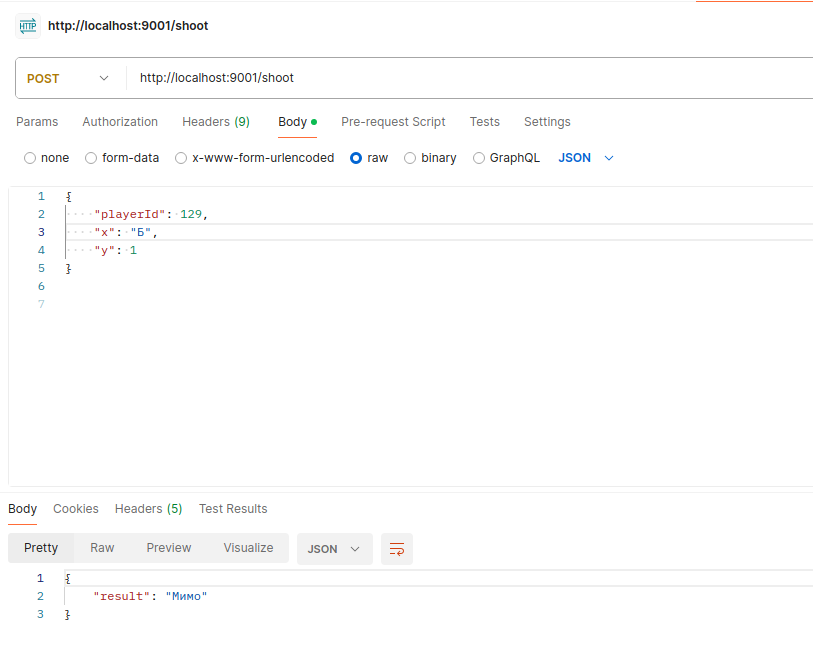 HTTP http://localhost:9001/shoot
POST http://localhost:9001/shoot
Params Authorization Headers (9) Body Pre-request Script Tests Settings
none form-data x-www-form-urlencoded raw binary GraphQL JSON
1 {
2 "playerId": 129,
3 "x": "Б",
4 "y": 1
5 }
6
7
Body Cookies Headers (5) Test Results
Pretty Raw Preview Visualize JSON
1 {
2 "result": "Мимо"
3 }